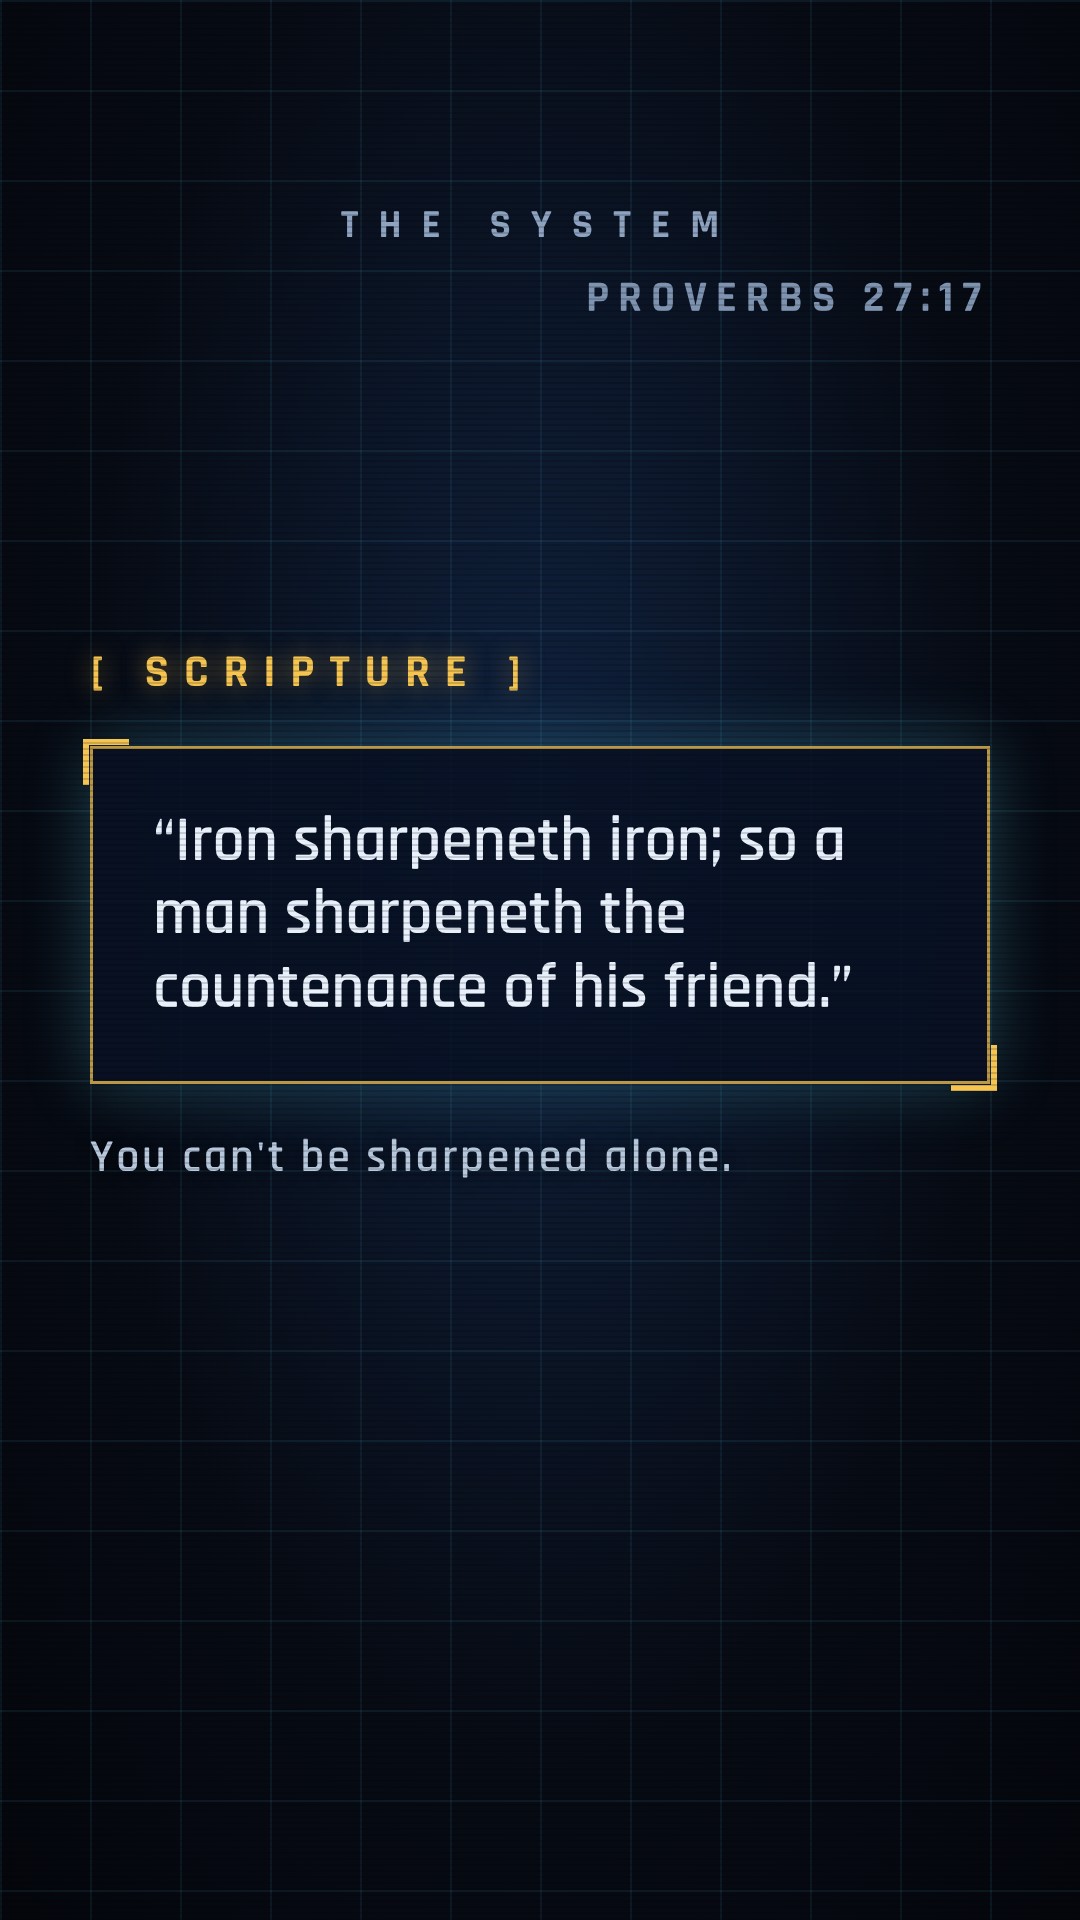 THE SYSTEM
PROVERBS 27:17
[ SCRIPTURE ]
“Iron sharpeneth iron; so a
man sharpeneth the
countenance of his friend.”
You can't be sharpened alone.